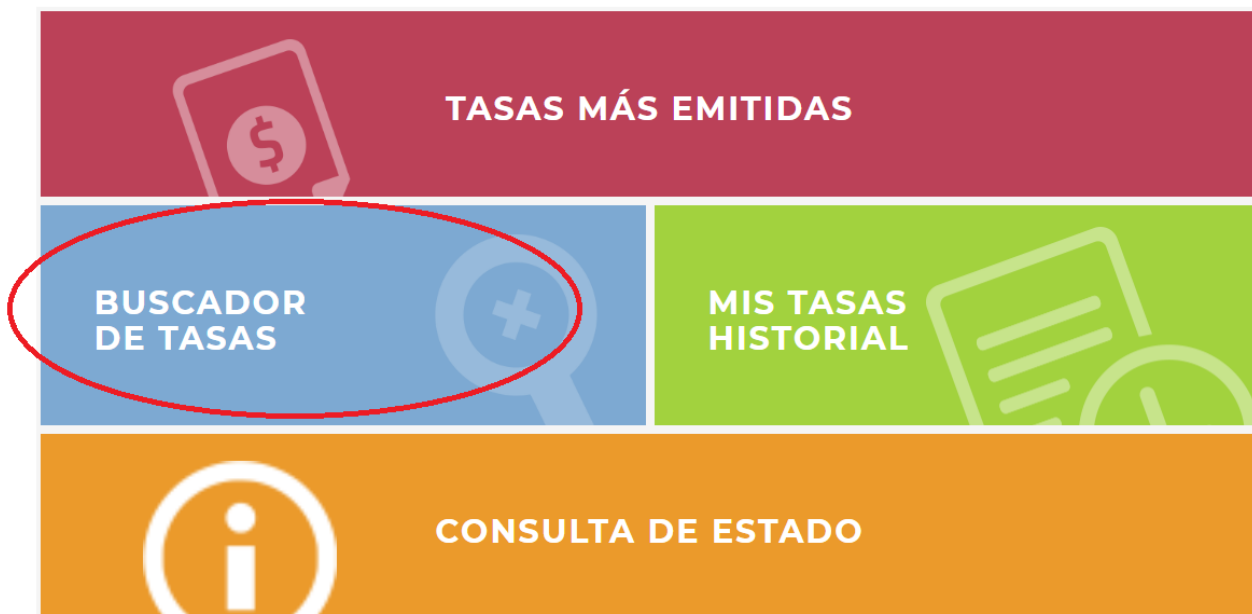 TASAS MÁS EMITIDAS
BUSCADOR
DE TASAS
MIS TASAS
HISTORIAL
CONSULTA DE ESTADO